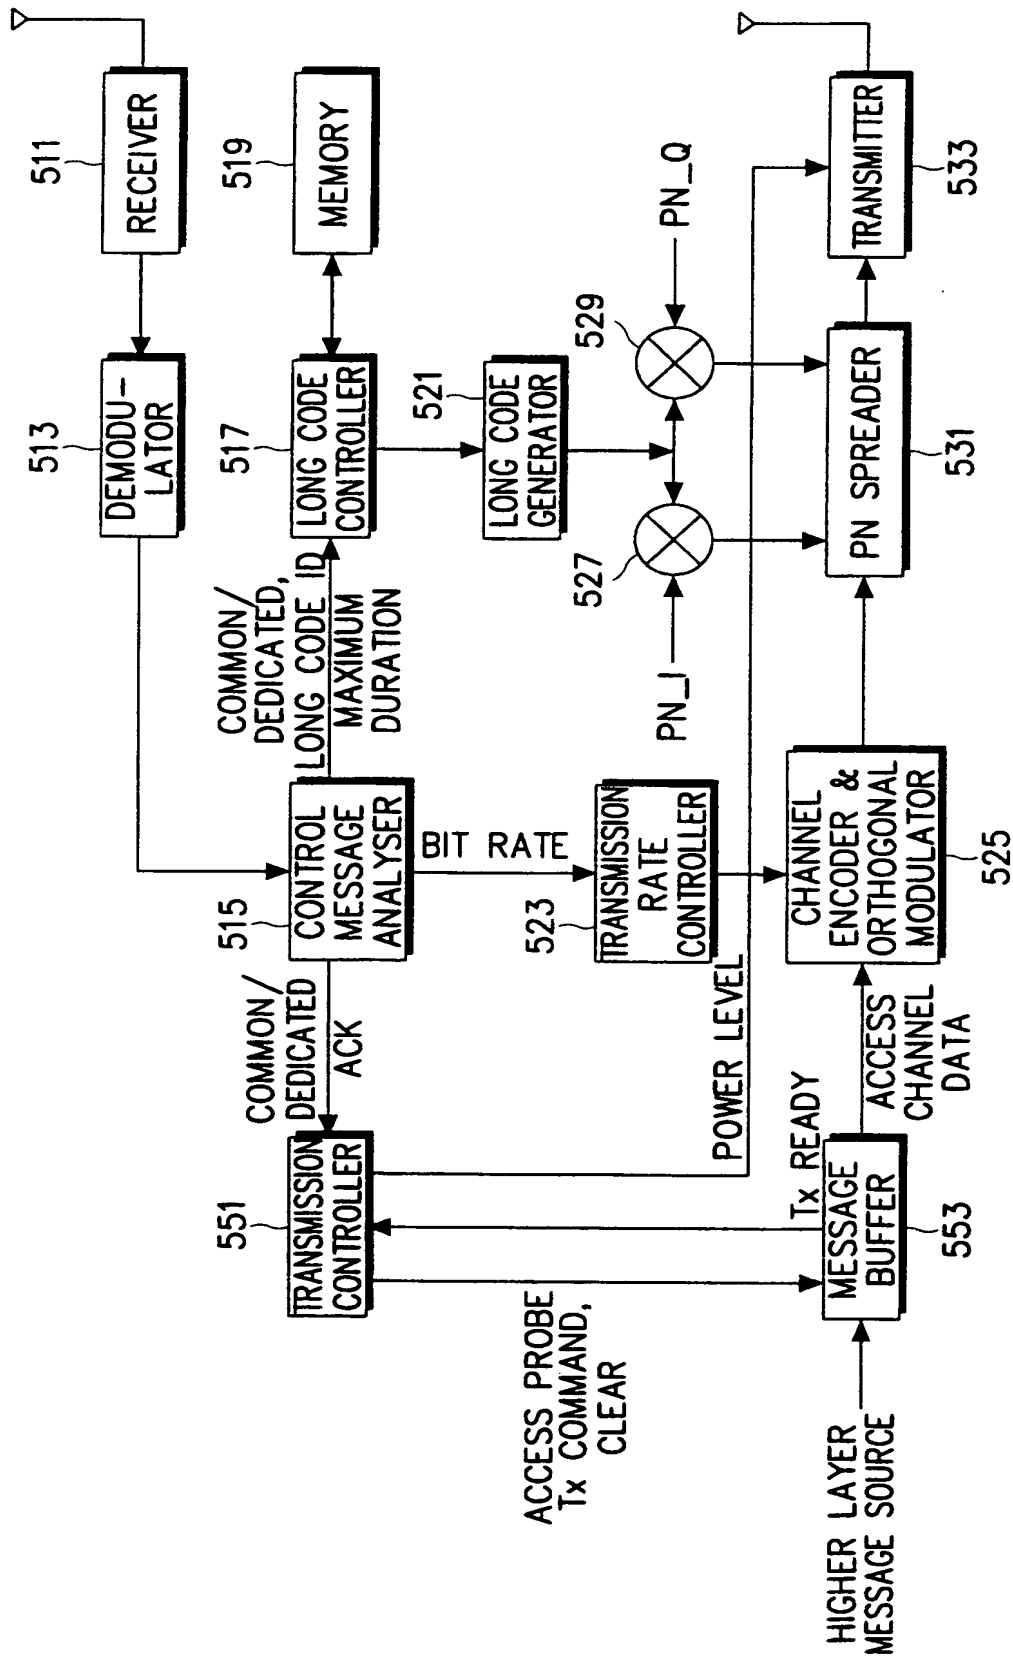 511
RECEIVER
513
DEMODU-
LATOR
519
MEMORY
517
LONG CODE
CONTROLLER
521
LONG CODE
GENERATOR
COMMON/
DEDICATED,
LONG CODE ID
MAXIMUM
DURATION
515
CONTROL
MESSAGE
ANALYSER
COMMON/
DEDICATED
ACK
551
TRANSMISSION
CONTROLLER
BIT RATE
523
TRANSMISSION
RATE
CONTROLLER
PN_Q
529
527
PN_I
POWER LEVEL
ACCESS PROBE
Tx COMMAND,
CLEAR
Tx READY
HIGHER LAYER
MESSAGE SOURCE
MESSAGE
BUFFER
553
ACCESS
CHANNEL
DATA
CHANNEL
ENCODER &
ORTHOGONAL
MODULATOR
525
PN SPREADER
531
TRANSMITTER
533